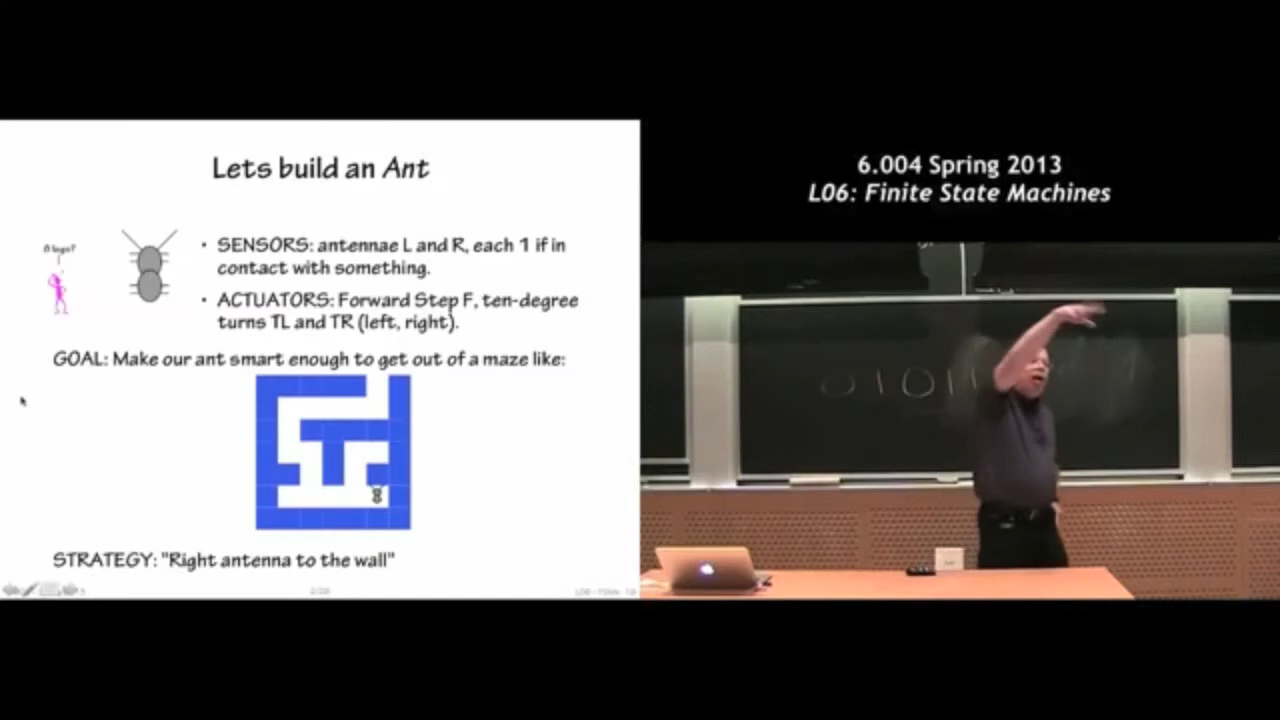 Lets build an Ant
• SENSORS: antennae L and R, each 1 if in
contact with something.
• ACTUATORS: Forward Step F, ten-degree
turns TL and TR (left, right).
GOAL: Make our ant smart enough to get out of a maze like:
STRATEGY: "Right antenna to the wall"
6.004 Spring 2013
L06: Finite State Machines
01011